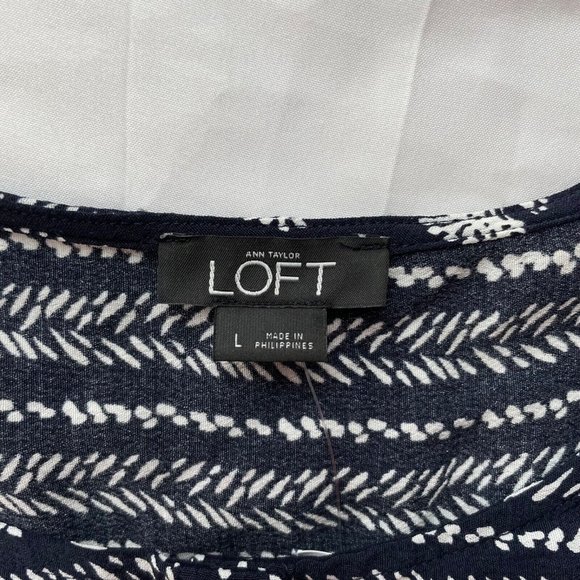 ANN TAYLOR
LOFT
L
MADE IN
PHILIPPINES